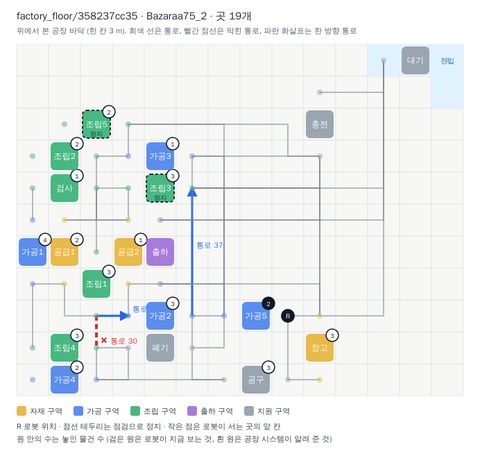 factory_floor/358237cc35 · Bazaraa75_2 · 곳 19개
위에서 본 공장 바닥 (한 칸 3 m). 회색 선은 통로, 빨간 점선은 막힌 통로, 파란 화살표는 한 방향 통로
대기
전립
2
조립5
정지
충전
2
조립2
1
가공3
1
검사
3
조립3
정지
4
가공1
2
공급1
1
공급2
출하
통로 37
3
조립1
통로
3
가공2
2
가공5
R
✕ 통로 30
3
조립4
폐기
3
창고
2
가공4
3
공구
자재 구역
가공 구역
조립 구역
출하 구역
지원 구역
R 로봇 위치 · 점선 테두리는 점검으로 정지 · 작은 점은 로봇이 서는 곳의 앞 칸
원 안의 수는 놓인 물건 수 (검은 원은 로봇이 지금 보는 것, 흰 원은 공장 시스템이 알려 준 것)